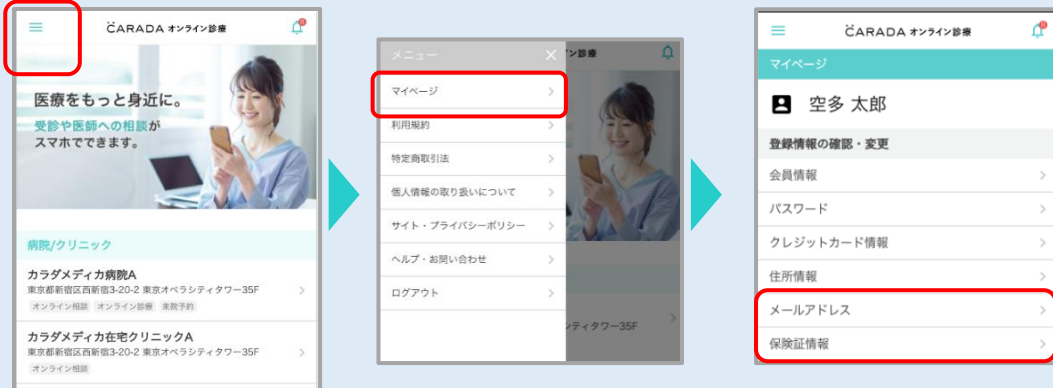 CARADA オンライン診療
医療をもっと身近に。
受診や医師への相談が
スマホでできます。
病院/クリニック
カラダメディカ病院A
東京都新宿区西新宿3-20-2 東京オペラシティタワー35F
オンライン相談 オンライン診療 来院予約
カラダメディカ在宅クリニックA
東京都新宿区西新宿3-20-2 東京オペラシティタワー35F
オンライン相談
メニュー
イン診療
マイページ
利用規約
特定商取引法
個人情報の取り扱いについて
サイト・プライバシーポリシー
ヘルプ・お問い合わせ
ログアウト
シティタワー35F
CARADA オンライン診療
マイページ
空多 太郎
登録情報の確認・変更
会員情報
パスワード
クレジットカード情報
住所情報
メールアドレス
保険証情報